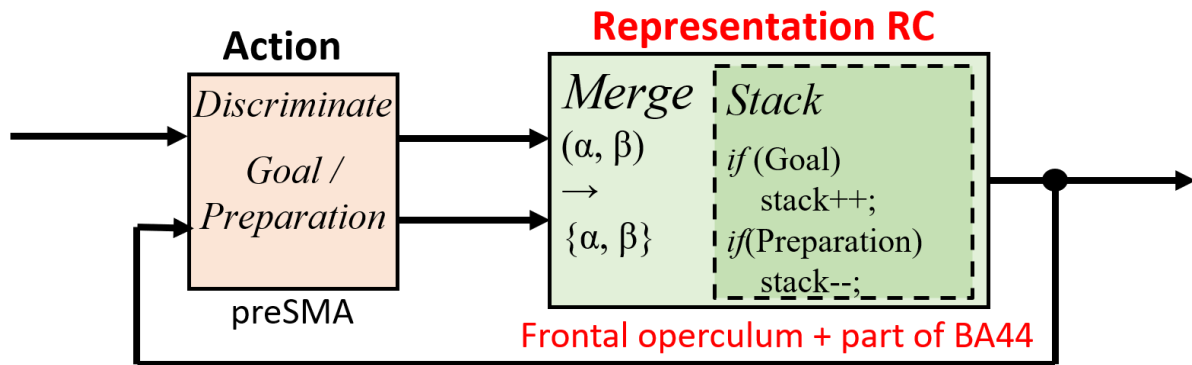 Action
Discriminate
Goal /
Preparation
preSMA
Representation RC
Merge
(α, β)
→
{α, β}
Stack
if (Goal)
stack++;
if(Preparation)
stack--;
Frontal operculum + part of BA44